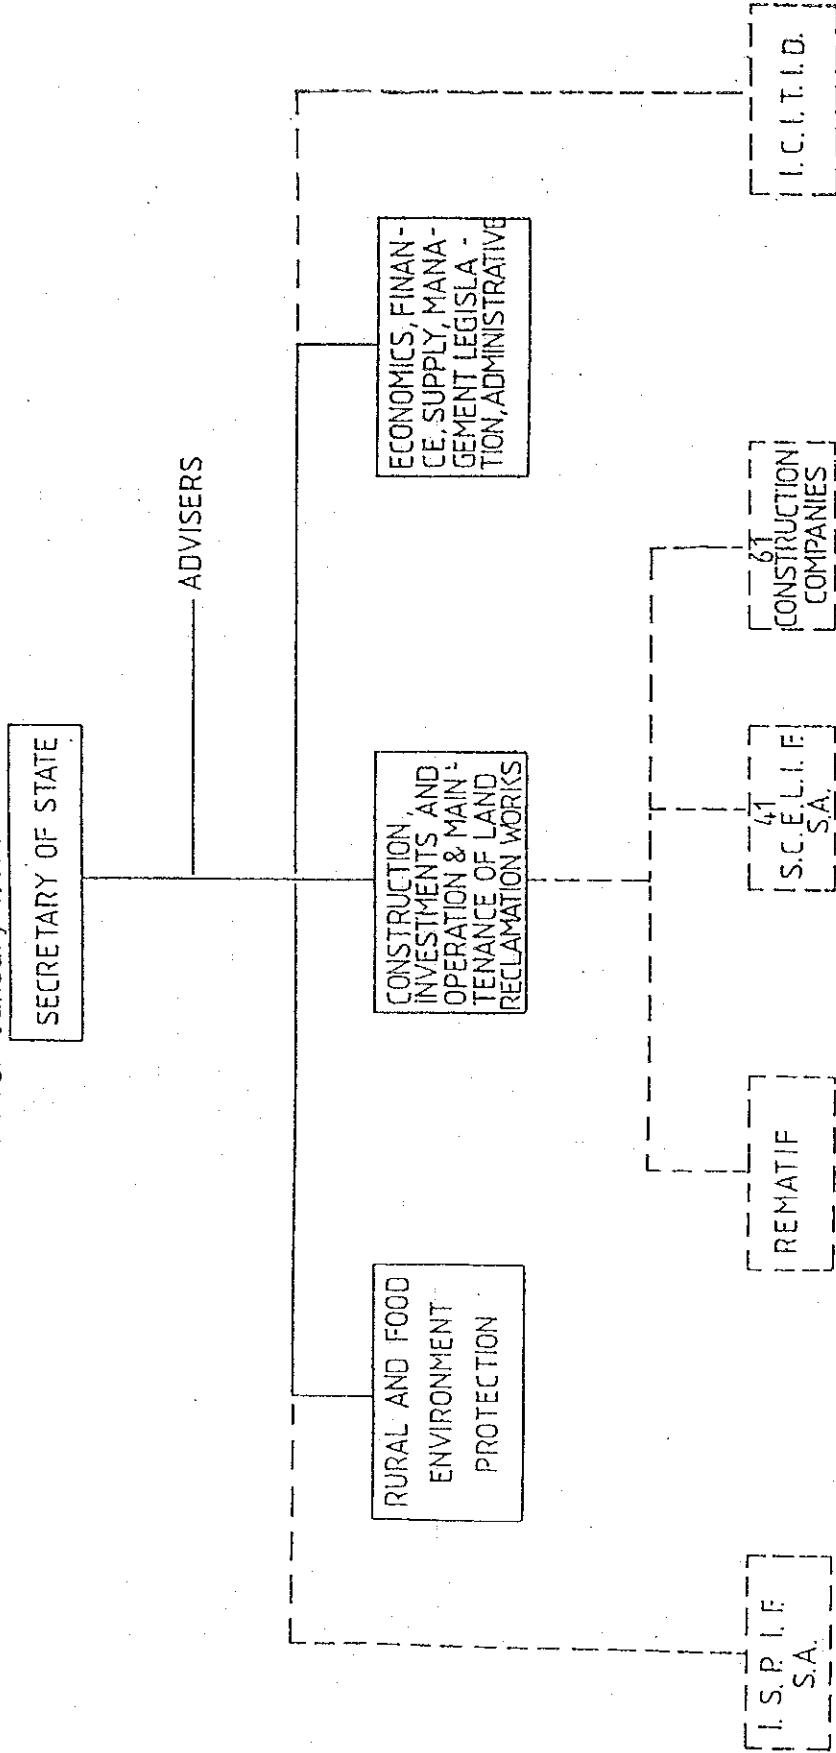 SECRETARY OF STATE
ADVISERS
RURAL AND FOOD
ENVIRONMENT
PROTECTION
CONSTRUCTION,
INVESTMENTS AND
OPERATION & MAIN-
TENANCE OF LAND
RECLAMATION WORKS
ECONOMICS, FINAN-
CE, SUPPLY, MANA-
GEMENT LEGISLA-
TION, ADMINISTRATIVE
I. S. P. I. F.
S.A.
REMATIF
41
S.C.E.L.I.F.
S.A.
61
CONSTRUCTION
COMPANIES
I.C.I.T.I.D.